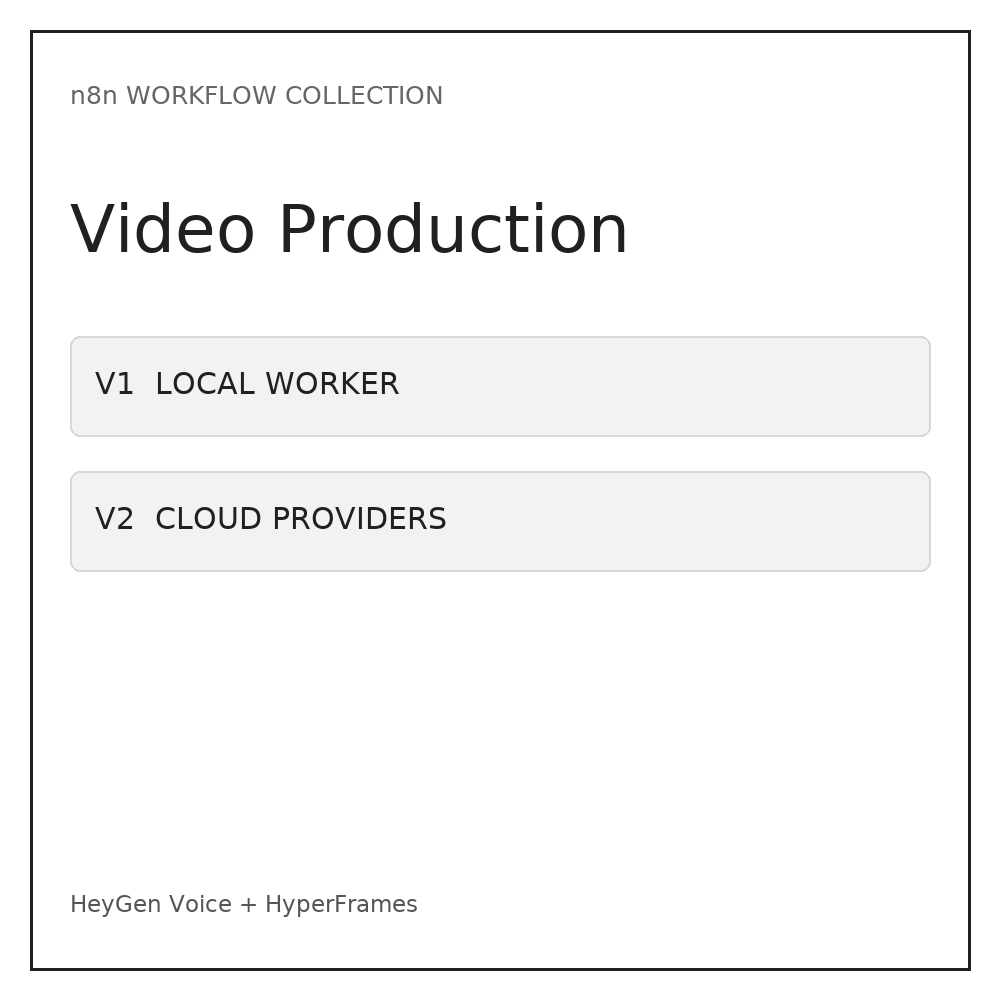 n8n WORKFLOW COLLECTION
Video Production
V1 LOCAL WORKER
V2 CLOUD PROVIDERS
HeyGen Voice + HyperFrames